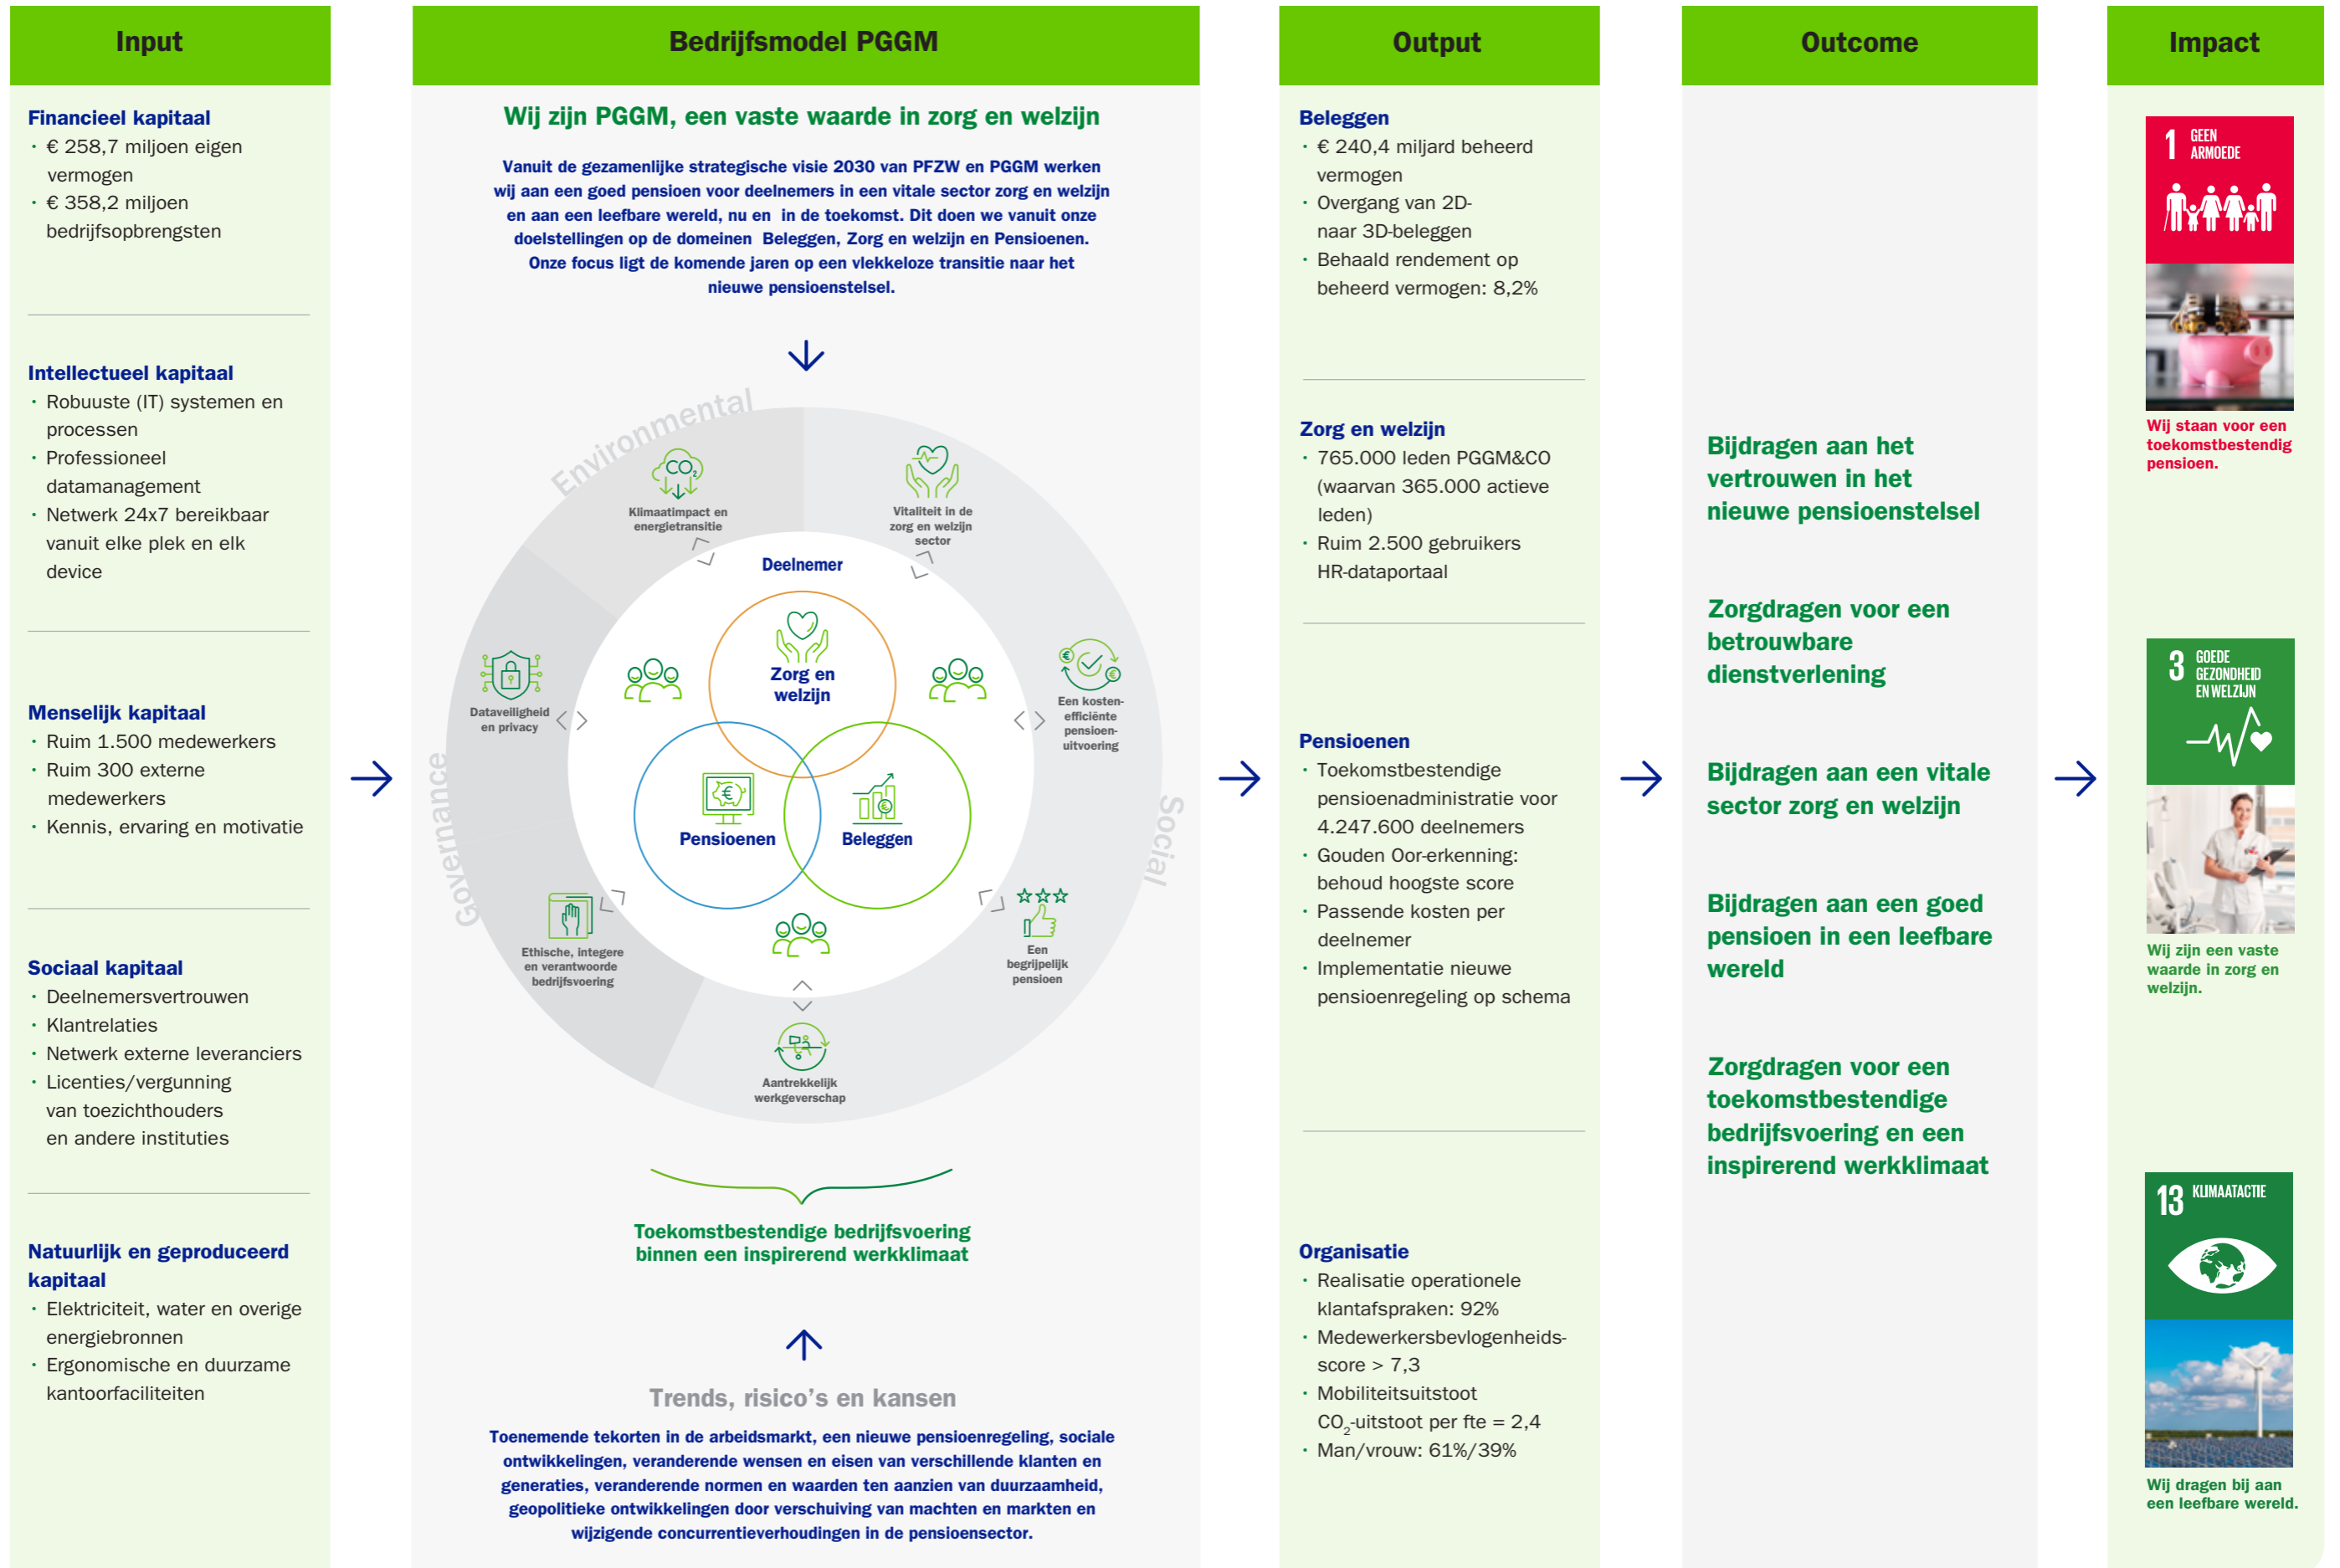 Input
Financieel kapitaal
· € 258,7 miljoen eigen
vermogen
· € 358,2 miljoen
bedrijfsopbrengsten
Intellectueel kapitaal
· Robuuste (IT) systemen en
processen
· Professioneel
datamanagement
· Netwerk 24x7 bereikbaar
vanuit elke plek en elk
device
Menselijk kapitaal
· Ruim 1.500 medewerkers
· Ruim 300 externe
medewerkers
· Kennis, ervaring en motivatie
Sociaal kapitaal
· Deelnemersvertrouwen
· Klantrelaties
· Netwerk externe leveranciers
· Licenties/vergunning
van toezichthouders
en andere instituties
Natuurlijk en geproduceerd
kapitaal
· Elektriciteit, water en overige
energiebronnen
· Ergonomische en duurzame
kantoorfaciliteiten
Bedrijfsmodel PGGM
Wij zijn PGGM, een vaste waarde in zorg en welzijn
Vanuit de gezamenlijke strategische visie 2030 van PFZW en PGGM werken
wij aan een goed pensioen voor deelnemers in een vitale sector zorg en welzijn
en aan een leefbare wereld, nu en in de toekomst. Dit doen we vanuit onze
doelstellingen op de domeinen Beleggen, Zorg en welzijn en Pensioenen.
Onze focus ligt de komende jaren op een vlekkeloze transitie naar het
nieuwe pensioenstelsel.
Environmental
CO2
Klimaatimpact en
energietransitie
Vitaliteit in de
zorg en welzijn
sector
Deelnemer
Zorg en
welzijn
Dataveiligheid
en privacy
€
€
Een kosten-
efficiënte
pensioen-
uitvoering
Governance
€
Pensioenen
€
Beleggen
Social
Ethische, integere
en verantwoorde
bedrijfsvoering
Een
begrijpelijk
pensioen
Aantrekkelijk
werkgeverschap
Toekomstbestendige bedrijfsvoering
binnen een inspirerend werkklimaat
Trends, risico's en kansen
Toenemende tekorten in de arbeidsmarkt, een nieuwe pensioenregeling, sociale
ontwikkelingen, veranderende wensen en eisen van verschillende klanten en
generaties, veranderende normen en waarden ten aanzien van duurzaamheid,
geopolitieke ontwikkelingen door verschuiving van machten en markten en
wijzigende concurrentieverhoudingen in de pensioensector.
Output
Beleggen
· € 240,4 miljard beheerd
vermogen
· Overgang van 2D-
naar 3D-beleggen
· Behaald rendement op
beheerd vermogen: 8,2%
Zorg en welzijn
· 765.000 leden PGGM&CO
(waarvan 365.000 actieve
leden)
· Ruim 2.500 gebruikers
HR-dataportaal
Pensioenen
· Toekomstbestendige
pensioenadministratie voor
4.247.600 deelnemers
· Gouden Oor-erkenning:
behoud hoogste score
· Passende kosten per
deelnemer
· Implementatie nieuwe
pensioenregeling op schema
Organisatie
· Realisatie operationele
klantafspraken: 92%
· Medewerkersbevlogenheids-
score > 7,3
· Mobiliteitsuitstoot
CO2-uitstoot per fte = 2,4
· Man/vrouw: 61%/39%
Outcome
Bijdragen aan het
vertrouwen in het
nieuwe pensioenstelsel
Zorgdragen voor een
betrouwbare
dienstverlening
Bijdragen aan een vitale
sector zorg en welzijn
Bijdragen aan een goed
pensioen in een leefbare
wereld
Zorgdragen voor een
toekomstbestendige
bedrijfsvoering en een
inspirerend werkklimaat
Impact
1 GEEN
ARMOEDE
Wij staan voor een
toekomstbestendig
pensioen.
3 GOEDE
GEZONDHEID
EN WELZIJN
Wij zijn een vaste
waarde in zorg en
welzijn.
13 KLIMAATACTIE
Wij dragen bij aan
een leefbare wereld.